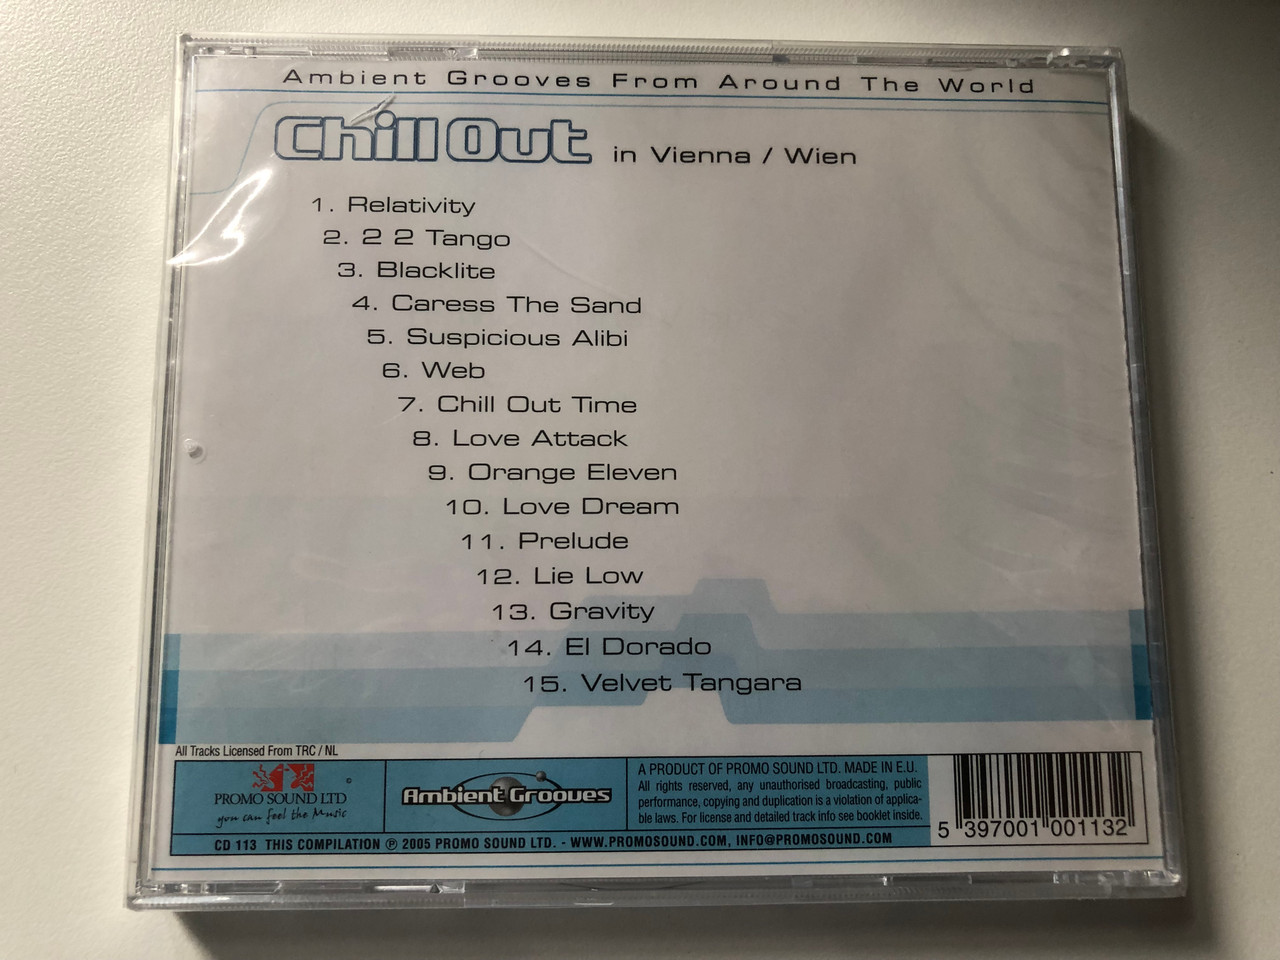 Ambient Grooves From Around The World
Chill Out in Vienna / Wien
1. Relativity
2. 2 2 Tango
3. Blacklite
4. Caress The Sand
5. Suspicious Alibi
6. Web
7. Chill Out Time
8. Love Attack
9. Orange Eleven
10. Love Dream
11. Prelude
12. Lie Low
13. Gravity
14. El Dorado
15. Velvet Tangara
All Tracks Licensed From TRC / NL
©
PROMO SOUND LTD
you can feel the Music
Ambient Grooves
A PRODUCT OF PROMO SOUND LTD. MADE IN E.U.
All rights reserved, any unauthorised broadcasting, public
performance, copying and duplication is a violation of applica-
ble laws. For license and detailed track info see booklet inside.
CD 113 THIS COMPILATION ℗ 2005 PROMO SOUND LTD. - WWW.PROMOSOUND.COM, INFO@PROMOSOUND.COM
5 397001 001132